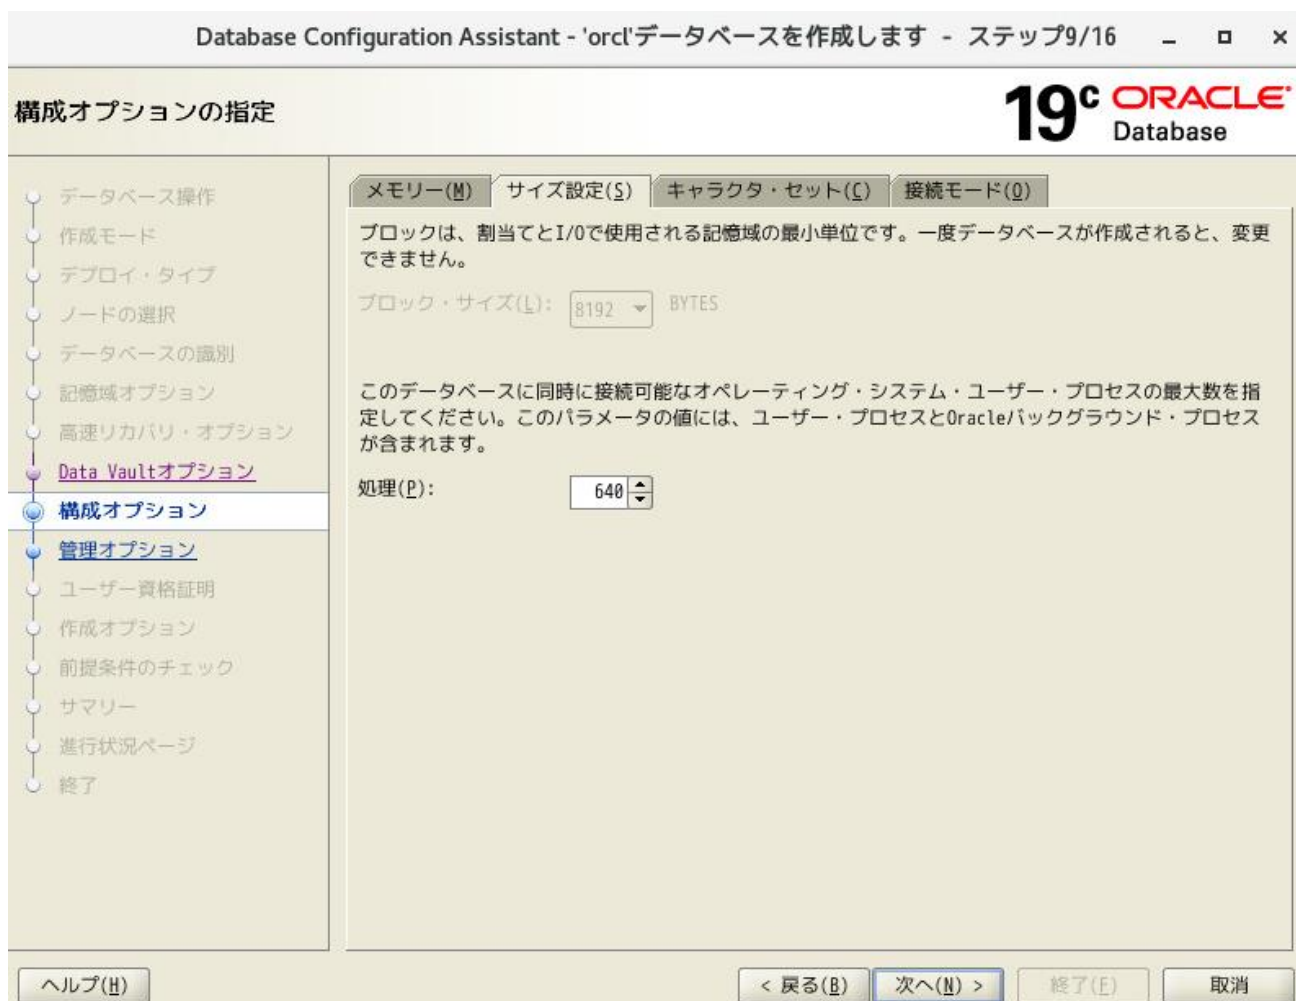 Database Configuration Assistant - 'orcl'データベースを作成します - ステップ9/16
構成オプションの指定
19c ORACLE
Database
データベース操作
作成モード
デプロイ・タイプ
ノードの選択
データベースの識別
記憶域オプション
高速リカバリ・オプション
Data Vaultオプション
構成オプション
管理オプション
ユーザー資格証明
作成オプション
前提条件のチェック
サマリー
進行状況ページ
終了
メモリー(M) サイズ設定(S) キャラクタ・セット(C) 接続モード(O)
ブロックは、割当てとI/Oで使用される記憶域の最小単位です。一度データベースが作成されると、変更
できません。
ブロック・サイズ(L): 8192 BYTES
このデータベースに同時に接続可能なオペレーティング・システム・ユーザー・プロセスの最大数を指
定してください。このパラメータの値には、ユーザー・プロセスとOracleバックグラウンド・プロセス
が含まれます。
処理(P): 640
ヘルプ(H) < 戻る(B) 次へ(N) > 終了(F) 取消